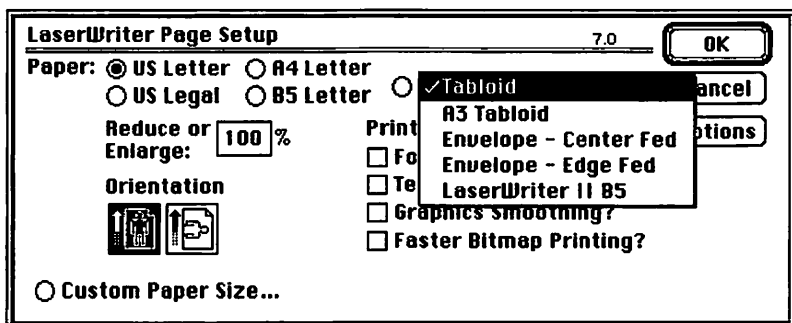 LaserWriter Page Setup 7.0 OK
Paper: US Letter A4 Letter ✓Tabloid ancel
US Legal B5 Letter A3 Tabloid
Reduce or Enlarge: 100 % Print Envelope - Center Fed ptions
Fo Envelope - Edge Fed
Orientation Te LaserWriter II B5
Graphics Smoothing?
Faster Bitmap Printing?
Custom Paper Size...